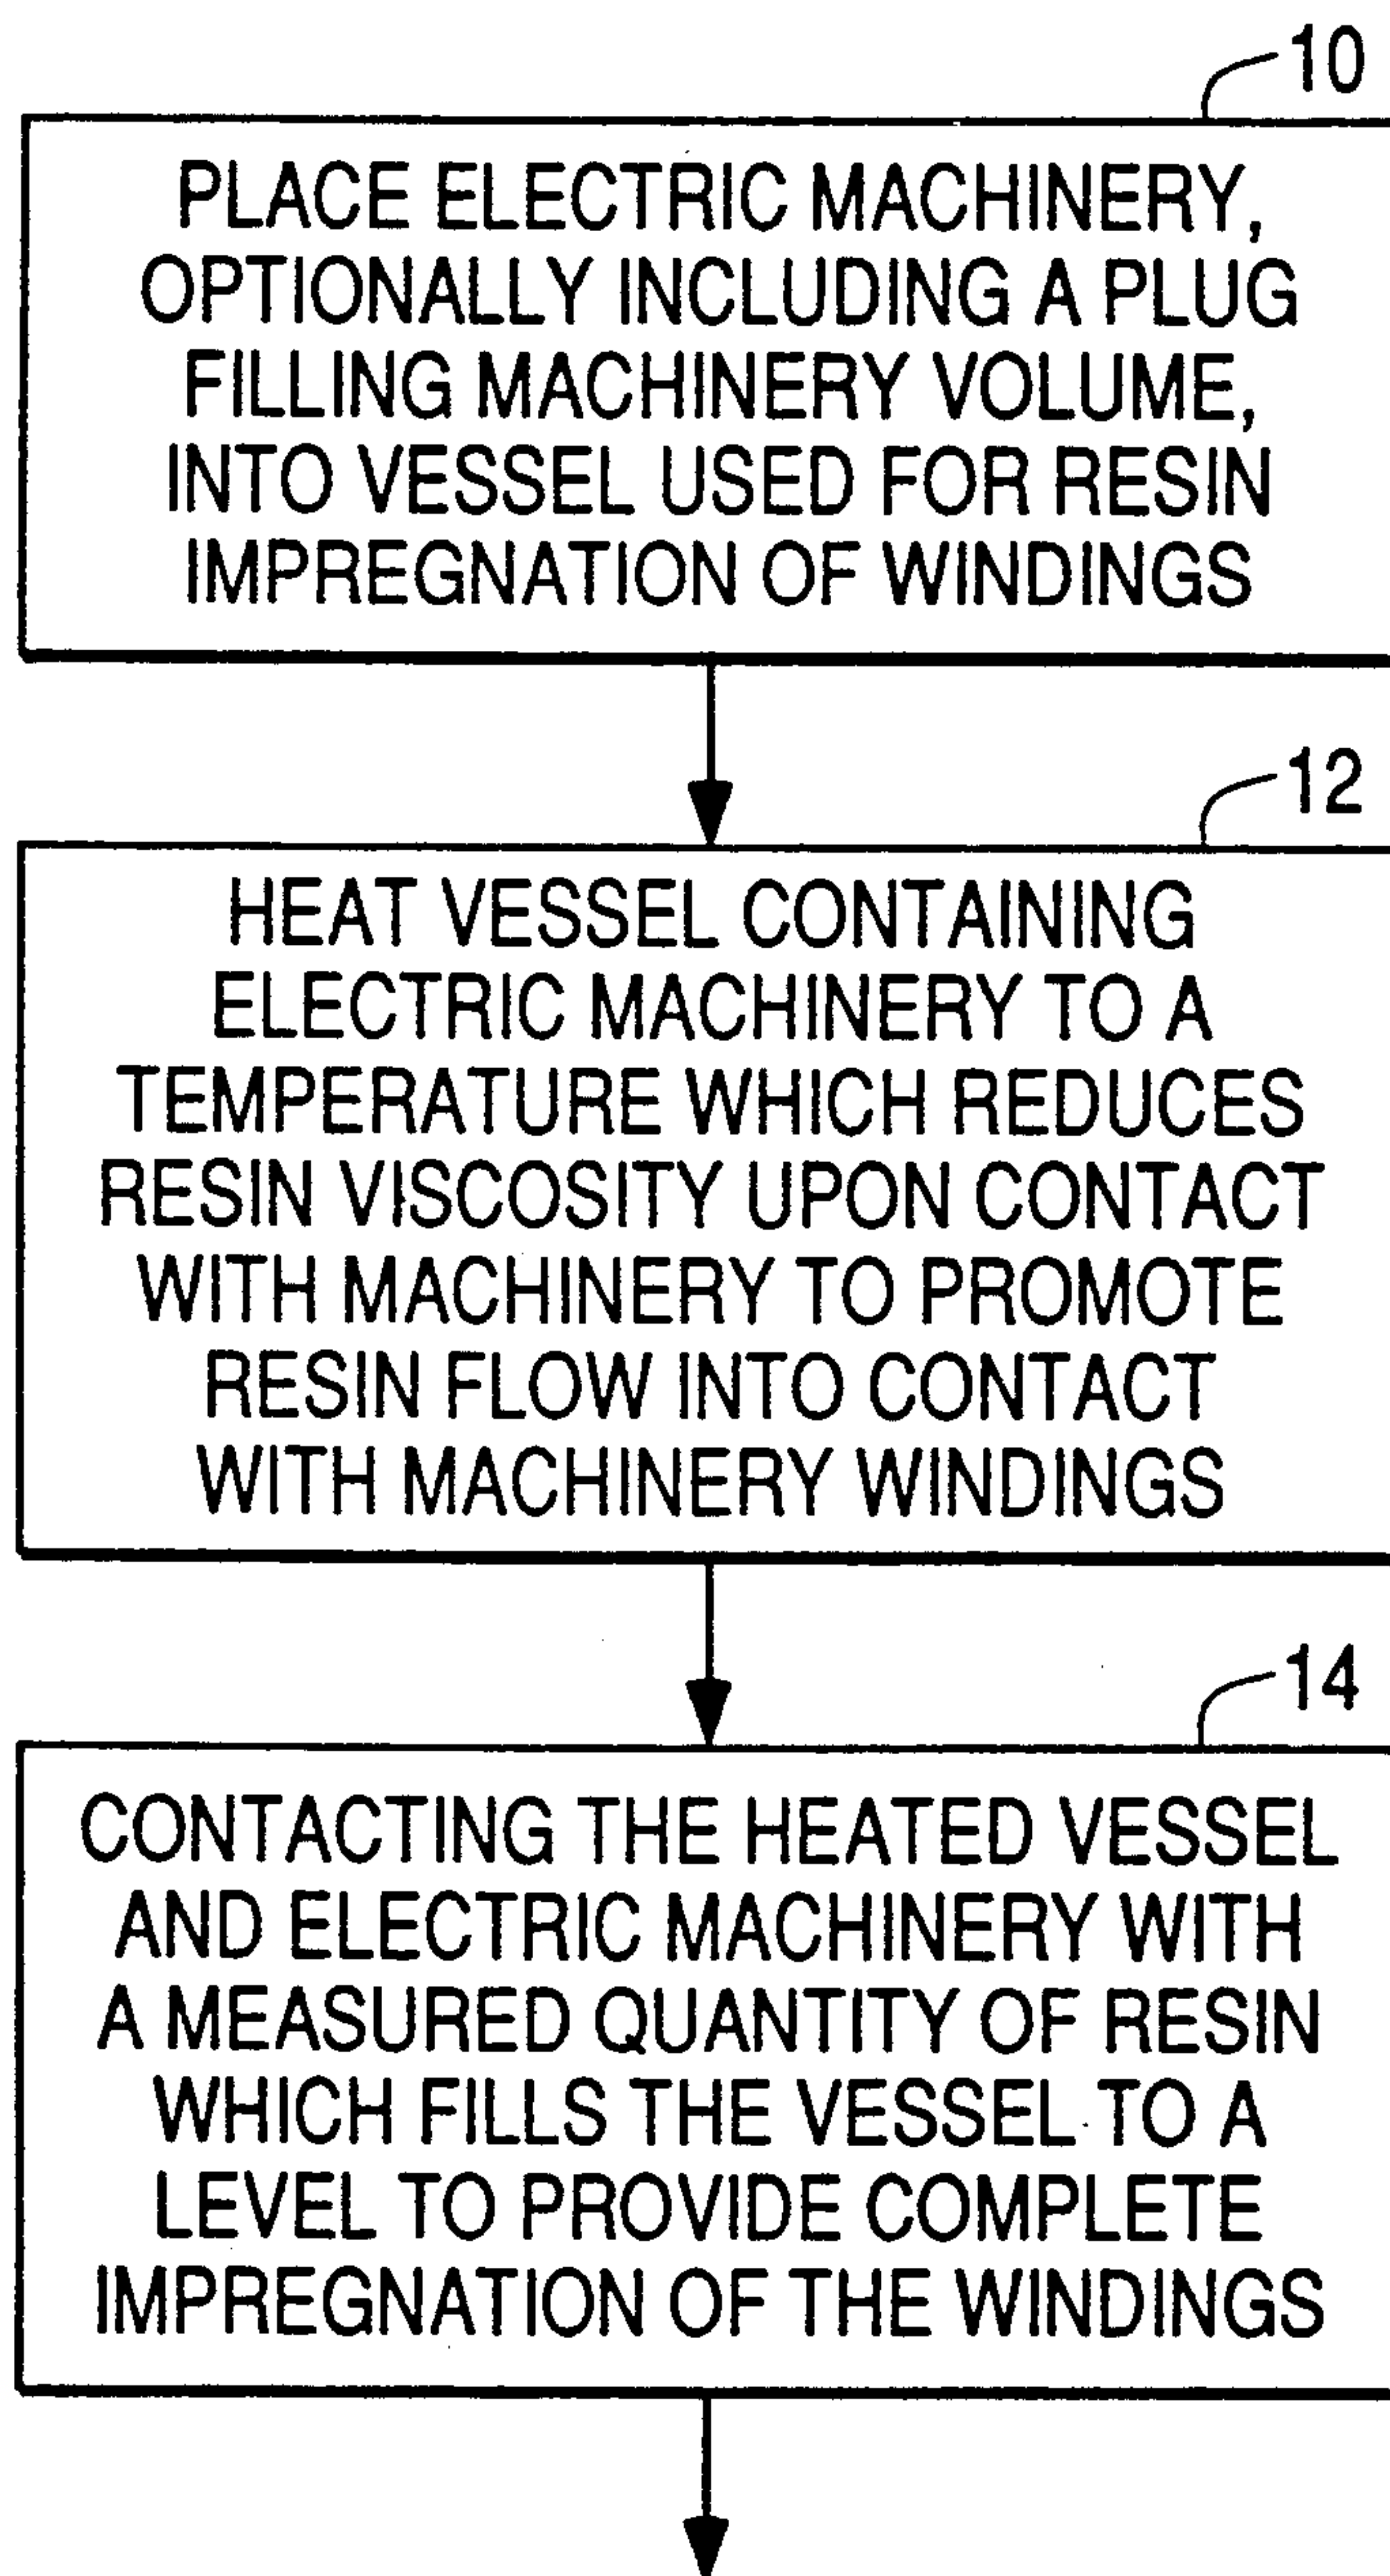 10
PLACE ELECTRIC MACHINERY,
OPTIONALLY INCLUDING A PLUG
FILLING MACHINERY VOLUME,
INTO VESSEL USED FOR RESIN
IMPREGNATION OF WINDINGS
12
HEAT VESSEL CONTAINING
ELECTRIC MACHINERY TO A
TEMPERATURE WHICH REDUCES
RESIN VISCOSITY UPON CONTACT
WITH MACHINERY TO PROMOTE
RESIN FLOW INTO CONTACT
WITH MACHINERY WINDINGS
14
CONTACTING THE HEATED VESSEL
AND ELECTRIC MACHINERY WITH
A MEASURED QUANTITY OF RESIN
WHICH FILLS THE VESSEL TO A
LEVEL TO PROVIDE COMPLETE
IMPREGNATION OF THE WINDINGS